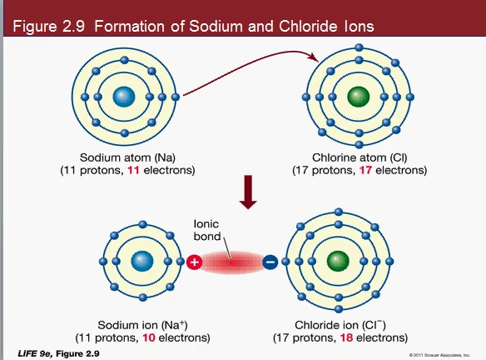 Figure 2.9 Formation of Sodium and Chloride Ions
Sodium atom (Na)
(11 protons, 11 electrons)
Chlorine atom (Cl)
(17 protons, 17 electrons)
Ionic
bond
+
−
Sodium ion (Na⁺)
(11 protons, 10 electrons)
Chloride ion (Cl⁻)
(17 protons, 18 electrons)
LIFE 9e, Figure 2.9
© 2011 Sinauer Associates, Inc.